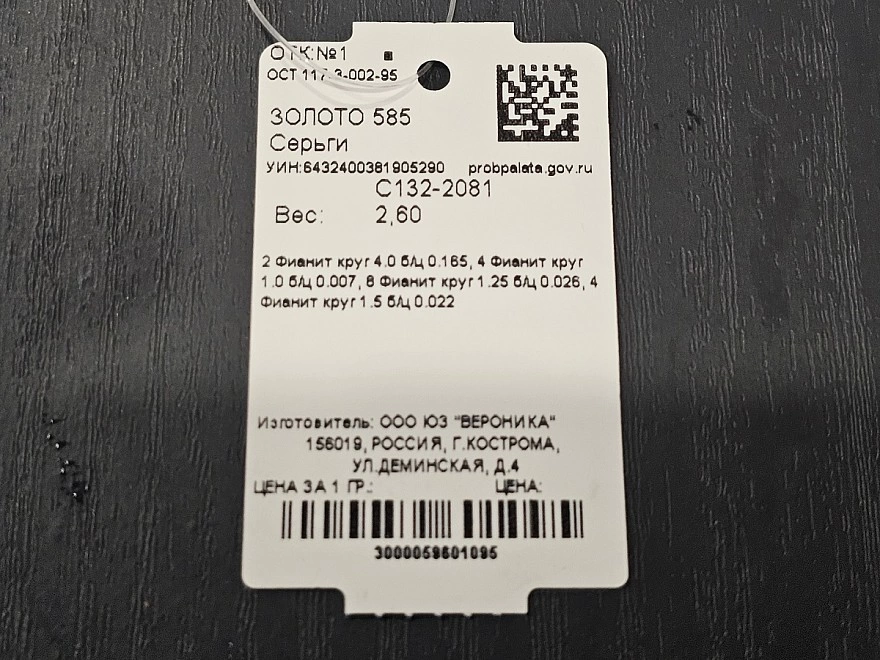 ОТК:№1
ОСТ 117-3-002-95
ЗОЛОТО 585
Серьги
УИН:6432400381905290 probpalata.gov.ru
С132-2081
Вес: 2,60
2 Фианит круг 4.0 б/ц 0.165, 4 Фианит круг
1.0 б/ц 0.007, 8 Фианит круг 1.25 б/ц 0.026, 4
Фианит круг 1.5 б/ц 0.022
Изготовитель: ООО ЮЗ "ВЕРОНИКА"
156019, РОССИЯ, Г.КОСТРОМА,
УЛ.ДЕМИНСКАЯ, Д.4
ЦЕНА ЗА 1 ГР.: ЦЕНА:
3000059601095